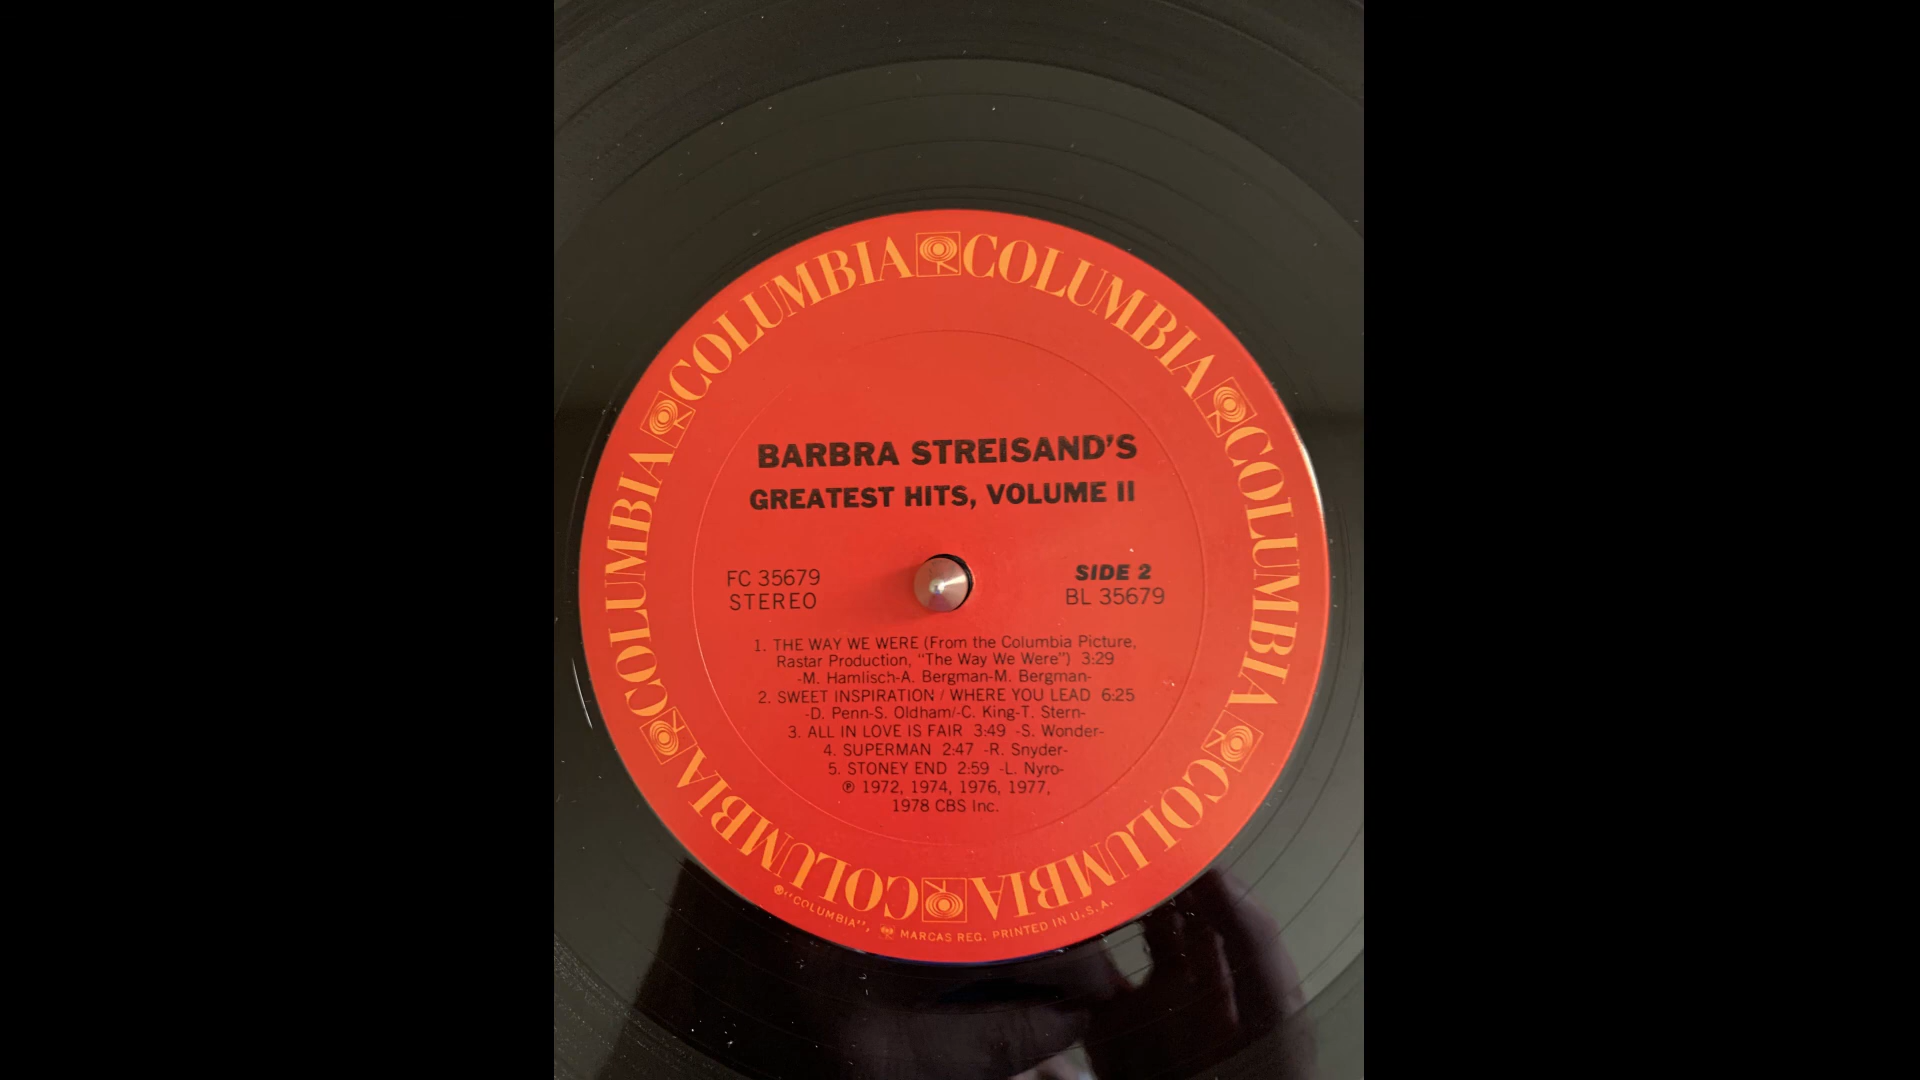 COLUMBIA COLUMBIA COLUMBIA COLUMBIA COLUMBIA COLUMBIA COLUMBIA COLUMBIA
BARBRA STREISAND'S
GREATEST HITS, VOLUME II
FC 35679
STEREO
SIDE 2
BL 35679
1. THE WAY WE WERE (From the Columbia Picture,
Rastar Production, "The Way We Were") 3:29
-M. Hamlisch-A. Bergman-M. Bergman-
2. SWEET INSPIRATION / WHERE YOU LEAD 6:25
-D. Penn-S. Oldham/-C. King-T. Stern-
3. ALL IN LOVE IS FAIR 3:49 -S. Wonder-
4. SUPERMAN 2:47 -R. Snyder-
5. STONEY END 2:59 -L. Nyro-
℗ 1972, 1974, 1976, 1977,
1978 CBS Inc.
®"COLUMBIA", MARCAS REG. PRINTED IN U.S.A.